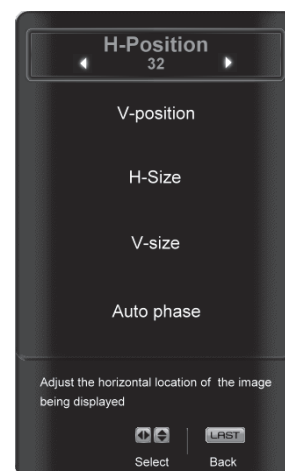 H-Position
32
V-position
H-Size
V-size
Auto phase
Adjust the horizontal location of the image
being displayed
LAST
Select Back